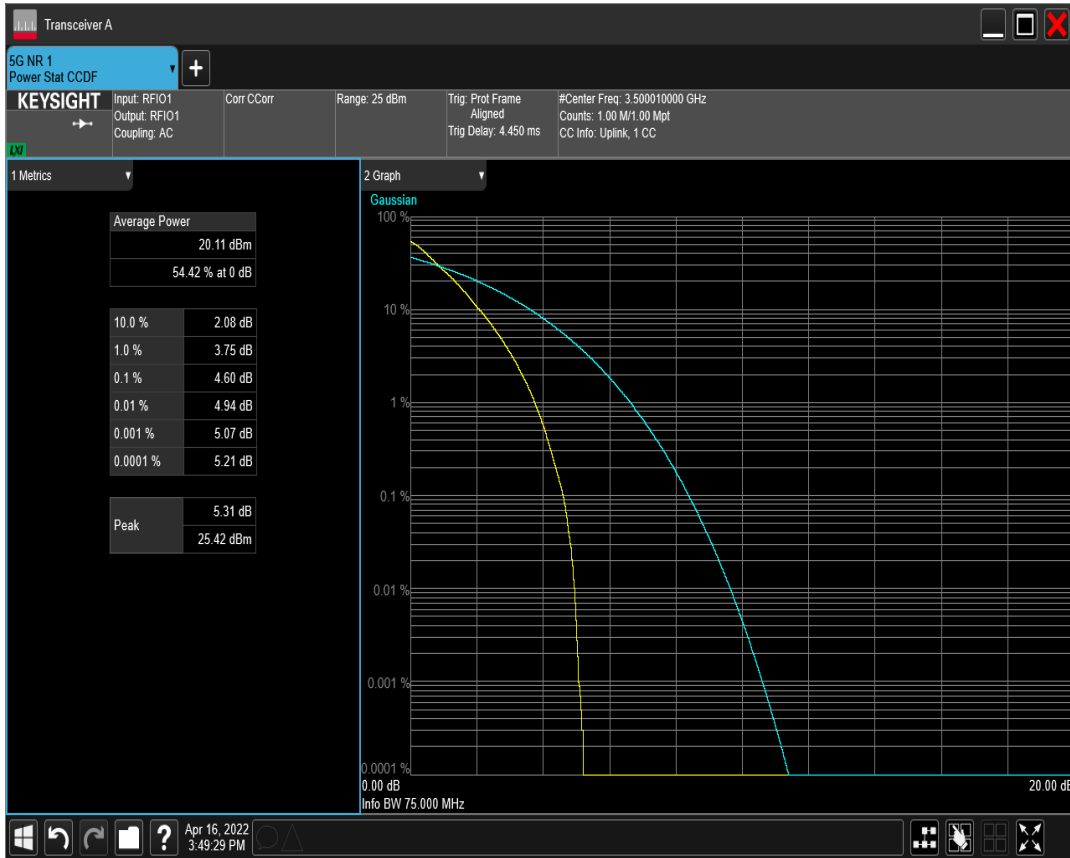 Transceiver A
5G NR 1
Power Stat CCDF
KEYSIGHT
LXI
Input: RFIO1
Output: RFIO1
Coupling: AC
Corr CCorr
Range: 25 dBm
Trig: Prot Frame
Aligned
Trig Delay: 4.450 ms
#Center Freq: 3.500010000 GHz
Counts: 1.00 M/1.00 Mpt
CC Info: Uplink, 1 CC
1 Metrics
Average Power
20.11 dBm
54.42 % at 0 dB
10.0 % 2.08 dB
1.0 % 3.75 dB
0.1 % 4.60 dB
0.01 % 4.94 dB
0.001 % 5.07 dB
0.0001 % 5.21 dB
Peak
5.31 dB
25.42 dBm
2 Graph
Gaussian
100 %
10 %
1 %
0.1 %
0.01 %
0.001 %
0.0001 %
0.00 dB
20.00 dB
Info BW 75.000 MHz
?
Apr 16, 2022
3:49:29 PM